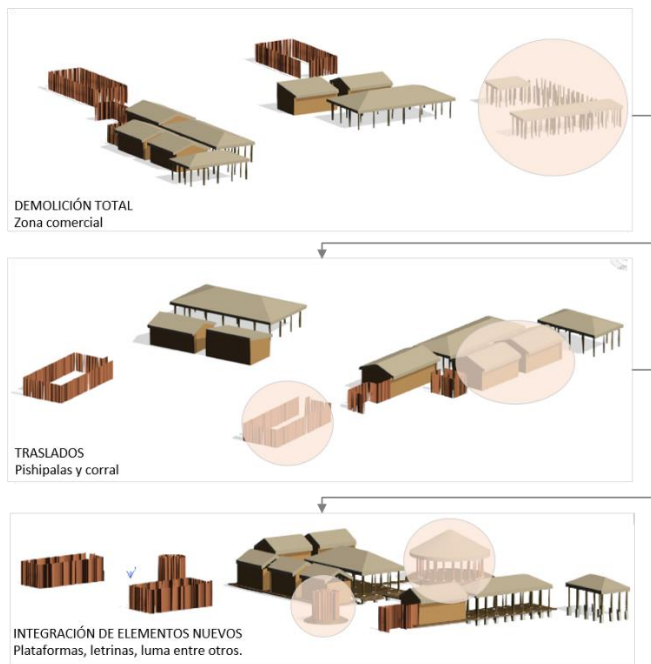 DEMOLICIÓN TOTAL
Zona comercial
TRASLADOS
Pishipalas y corral
INTEGRACIÓN DE ELEMENTOS NUEVOS
Plataformas, letrinas, luma entre otros.